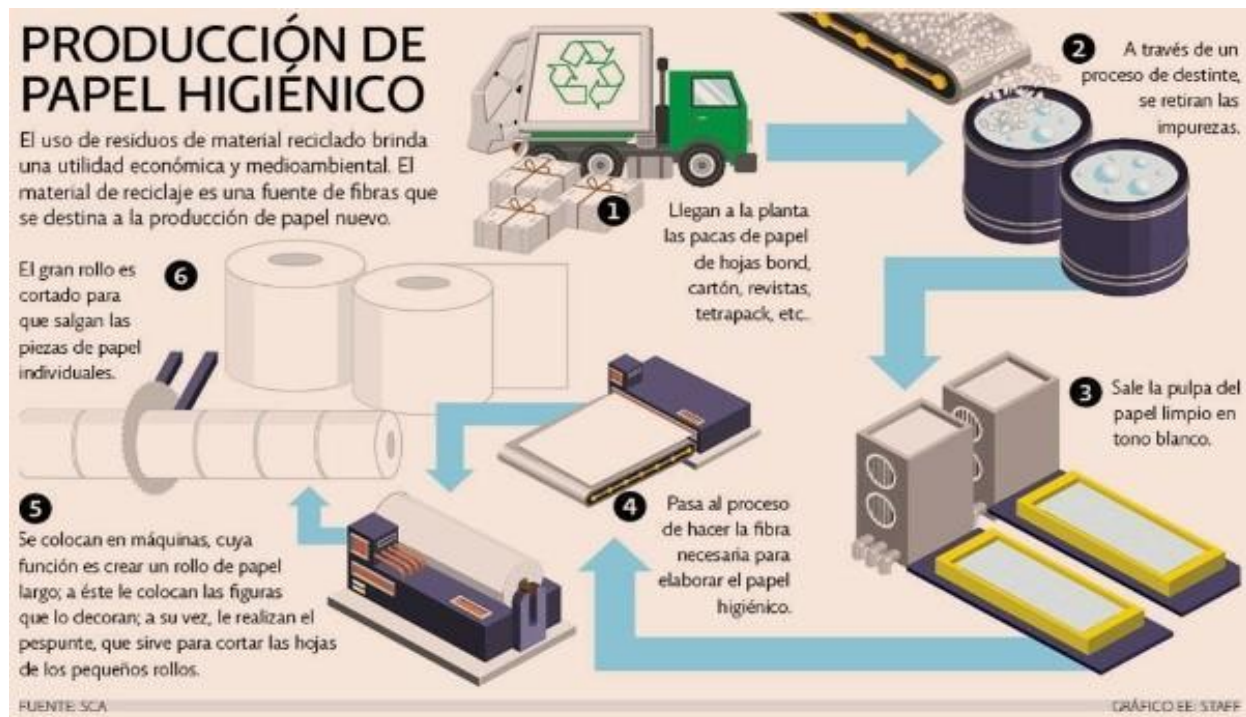 PRODUCCIÓN DE
PAPEL HIGIÉNICO
El uso de residuos de material reciclado brinda
una utilidad económica y medioambiental. El
material de reciclaje es una fuente de fibras que
se destina a la producción de papel nuevo.
1
Llegan a la planta
las pacas de papel
de hojas bond,
cartón, revistas,
tetrapack, etc..
2
A través de un
proceso de destinte,
se retiran las
impurezas.
3
Sale la pulpa del
papel limpio en
tono blanco.
4
Pasa al proceso
de hacer la fibra
necesaria para
elaborar el papel
higiénico.
5
Se colocan en máquinas, cuya
función es crear un rollo de papel
largo; a éste le colocan las figuras
que lo decoran; a su vez, le realizan el
pespunte, que sirve para cortar las hojas
de los pequeños rollos.
6
El gran rollo es
cortado para
que salgan las
piezas de papel
individuales.
FUENTE: SCA
GRÁFICO EE: STAFF